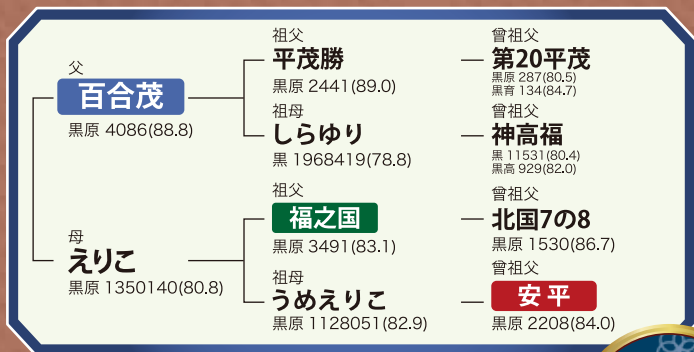 父
百合茂
黒原 4086(88.8)
母
えりこ
黒原 1350140(80.8)
祖父
平茂勝
黒原 2441(89.0)
祖母
しらゆり
黒 1968419(78.8)
祖父
福之国
黒原 3491(83.1)
祖母
うめえりこ
黒原 1128051(82.9)
曾祖父
第20平茂
黒原 287(80.5)
黒育 134(84.7)
曾祖父
神高福
黒 11531(80.4)
黒高 929(82.0)
曾祖父
北国7の8
黒原 1530(86.7)
曾祖父
安平
黒原 2208(84.0)